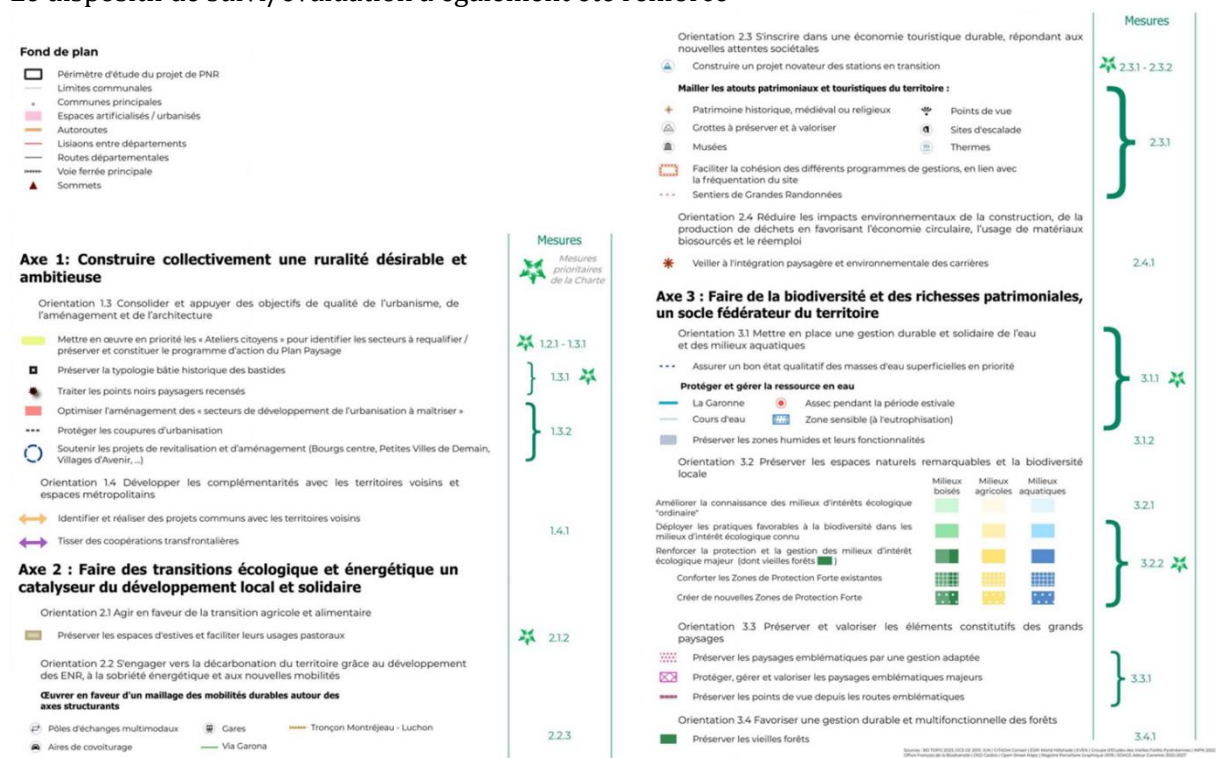 Le dispositif de suivi/évaluation a également été renforcé
Fond de plan
Périmètre d'étude du projet de PNR
Limites communales
Communes principales
Espaces artificialisés / urbanisés
Autoroutes
Lisiaons entre départements
Routes départementales
Voie ferrée principale
Sommets
Mesures
Mesures
prioritaires
de la Charte
Axe 1: Construire collectivement une ruralité désirable et
ambitieuse
Orientation 1.3 Consolider et appuyer des objectifs de qualité de l'urbanisme, de
l'aménagement et de l'architecture
Mettre en œuvre en priorité les « Ateliers citoyens » pour identifier les secteurs à requalifier /
préserver et constituer le programme d'action du Plan Paysage
1.2.1 - 1.3.1
Préserver la typologie bâtie historique des bastides
Traiter les points noirs paysagers recensés
1.3.1
Optimiser l'aménagement des « secteurs de développement de l'urbanisation à maîtriser »
Protéger les coupures d'urbanisation
Soutenir les projets de revitalisation et d'aménagement (Bourgs centre, Petites Villes de Demain,
Villages d'Avenir, ...)
1.3.2
Orientation 1.4 Développer les complémentarités avec les territoires voisins et
espaces métropolitains
Identifier et réaliser des projets communs avec les territoires voisins
Tisser des coopérations transfrontalières
1.4.1
Axe 2 : Faire des transitions écologique et énergétique un
catalyseur du développement local et solidaire
Orientation 2.1 Agir en faveur de la transition agricole et alimentaire
Préserver les espaces d'estives et faciliter leurs usages pastoraux
2.1.2
Orientation 2.2 S'engager vers la décarbonation du territoire grâce au développement
des ENR, à la sobriété énergétique et aux nouvelles mobilités
Œuvrer en faveur d'un maillage des mobilités durables autour des
axes structurants
Pôles d'échanges multimodaux
Gares
Tronçon Montréjeau - Luchon
Aires de covoiturage
Via Garona
2.2.3
Mesures
Orientation 2.3 S'inscrire dans une économie touristique durable, répondant aux
nouvelles attentes sociétales
Construire un projet novateur des stations en transition
2.3.1 - 2.3.2
Mailler les atouts patrimoniaux et touristiques du territoire :
Patrimoine historique, médiéval ou religieux
Points de vue
Grottes à préserver et à valoriser
Sites d'escalade
Musées
Thermes
2.3.1
Faciliter la cohésion des différents programmes de gestions, en lien avec
la fréquentation du site
Sentiers de Grandes Randonnées
Orientation 2.4 Réduire les impacts environnementaux de la construction, de la
production de déchets en favorisant l'économie circulaire, l'usage de matériaux
biosourcés et le réemploi
Veiller à l'intégration paysagère et environnementale des carrières
2.4.1
Axe 3 : Faire de la biodiversité et des richesses patrimoniales,
un socle fédérateur du territoire
Orientation 3.1 Mettre en place une gestion durable et solidaire de l'eau
et des milieux aquatiques
Assurer un bon état qualitatif des masses d'eau superficielles en priorité
Protéger et gérer la ressource en eau
3.1.1
La Garonne
Assec pendant la période estivale
Cours d'eau
Zone sensible (à l'eutrophisation)
Préserver les zones humides et leurs fonctionnalités
3.1.2
Orientation 3.2 Préserver les espaces naturels remarquables et la biodiversité
locale
Milieux
boisés
Milieux
agricoles
Milieux
aquatiques
Améliorer la connaissance des milieux d'intérêts écologique
"ordinaire"
3.2.1
Déployer les pratiques favorables à la biodiversité dans les
milieux d'intérêt écologique connu
Renforcer la protection et la gestion des milieux d'intérêt
écologique majeur (dont vieilles forêts )
3.2.2
Conforter les Zones de Protection Forte existantes
Créer de nouvelles Zones de Protection Forte
Orientation 3.3 Préserver et valoriser les éléments constitutifs des grands
paysages
Préserver les paysages emblématiques par une gestion adaptée
Protéger, gérer et valoriser les paysages emblématiques majeurs
3.3.1
Préserver les points de vue depuis les routes emblématiques
Orientation 3.4 Favoriser une gestion durable et multifonctionnelle des forêts
Préserver les vieilles forêts
3.4.1